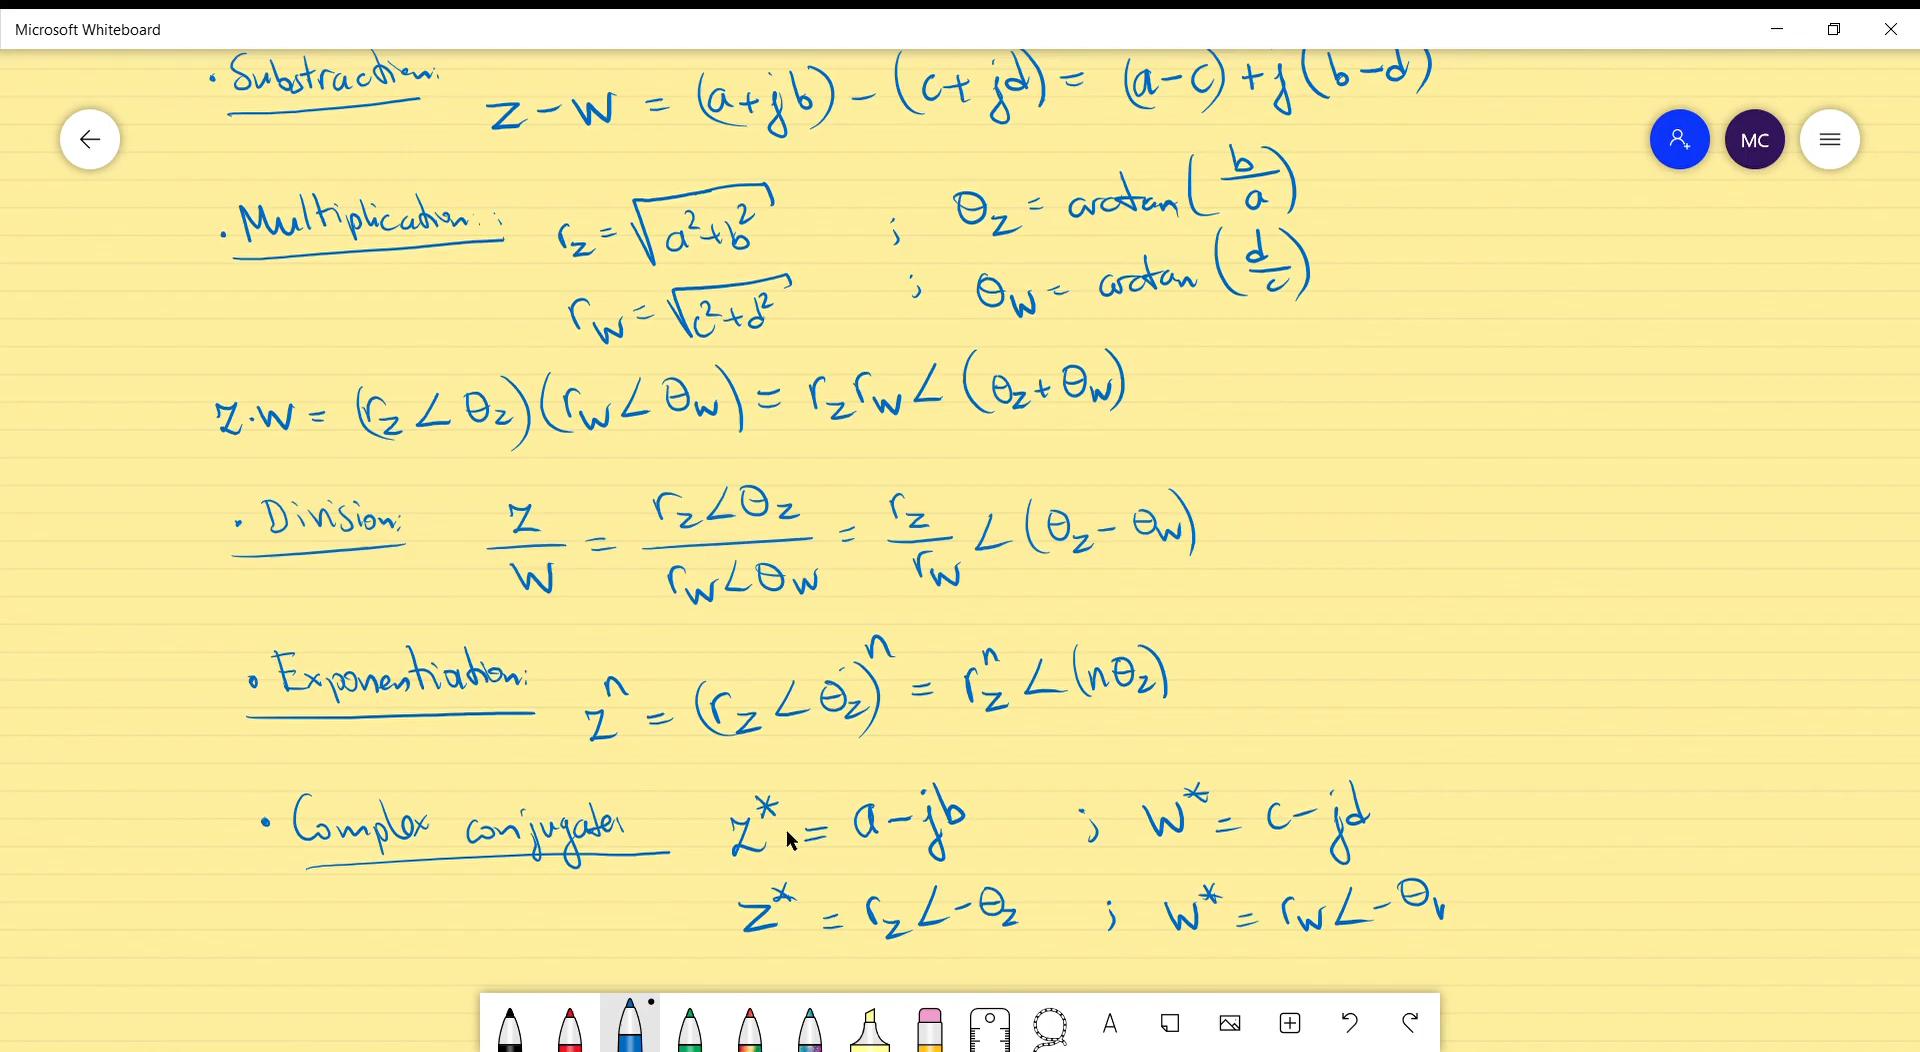 Microsoft Whiteboard
• Substraction: z - w = (a + jb) - (c + jd) = (a - c) + j(b - d)
MC
• Multiplication: : r_z = √(a² + b²) ; θ_z = arctan(b/a)
r_w = √(c² + d²) ; θ_w = arctan(d/c)
z·w = (r_z ∠ θ_z)(r_w ∠ θ_w) = r_z r_w ∠ (θ_z + θ_w)
• Division: z/w = (r_z ∠ θ_z)/(r_w ∠ θ_w) = r_z/r_w ∠ (θ_z - θ_w)
• Exponentiation: z^n = (r_z ∠ θ_z)^n = r_z^n ∠ (nθ_z)
• Complex conjugate: z* = a - jb ; w* = c - jd
z* = r_z ∠ -θ_z ; w* = r_w ∠ -θ
A